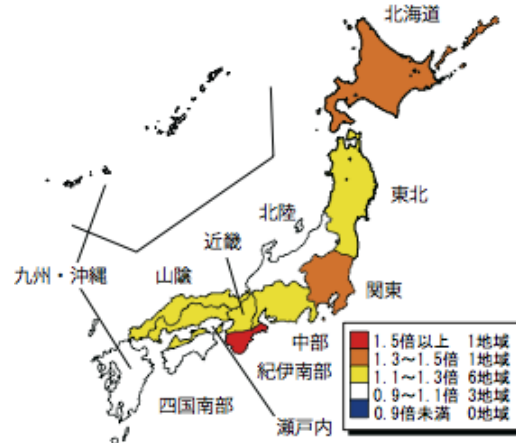 北海道
東北
北陸
近畿
九州・沖縄
山陰
関東
中部
紀伊南部
四国南部
瀬戸内
1.5倍以上 1地域
1.3～1.5倍 1地域
1.1～1.3倍 6地域
0.9～1.1倍 3地域
0.9倍未満 0地域